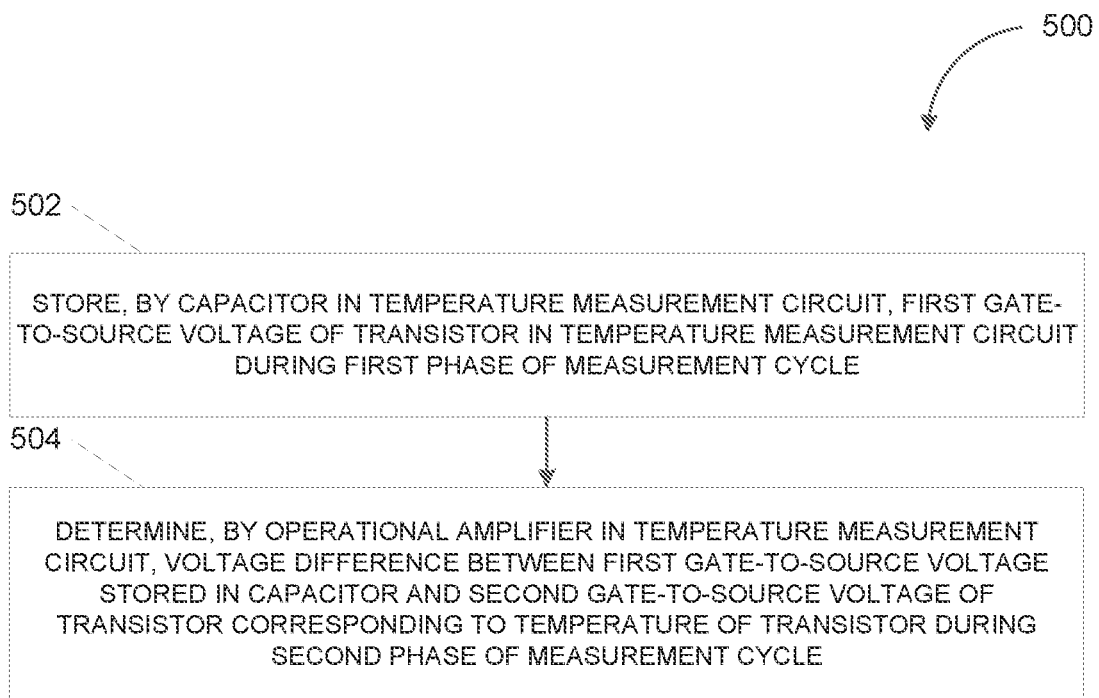 500
502
STORE, BY CAPACITOR IN TEMPERATURE MEASUREMENT CIRCUIT, FIRST GATE-
TO-SOURCE VOLTAGE OF TRANSISTOR IN TEMPERATURE MEASUREMENT CIRCUIT
DURING FIRST PHASE OF MEASUREMENT CYCLE
504
DETERMINE, BY OPERATIONAL AMPLIFIER IN TEMPERATURE MEASUREMENT
CIRCUIT, VOLTAGE DIFFERENCE BETWEEN FIRST GATE-TO-SOURCE VOLTAGE
STORED IN CAPACITOR AND SECOND GATE-TO-SOURCE VOLTAGE OF
TRANSISTOR CORRESPONDING TO TEMPERATURE OF TRANSISTOR DURING
SECOND PHASE OF MEASUREMENT CYCLE